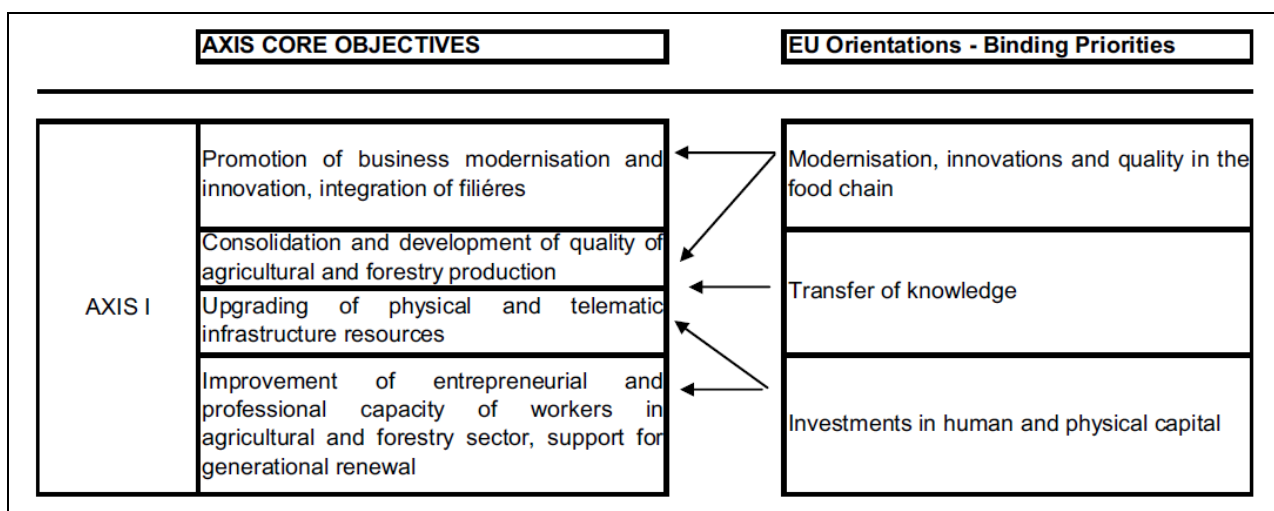 AXIS CORE OBJECTIVES
EU Orientations - Binding Priorities
AXIS I
Promotion of business modernisation and
innovation, integration of filiéres
Modernisation, innovations and quality in the
food chain
Consolidation and development of quality of
agricultural and forestry production
Transfer of knowledge
Upgrading of physical and telematic
infrastructure resources
Improvement of entrepreneurial and
professional capacity of workers in
agricultural and forestry sector, support for
generational renewal
Investments in human and physical capital